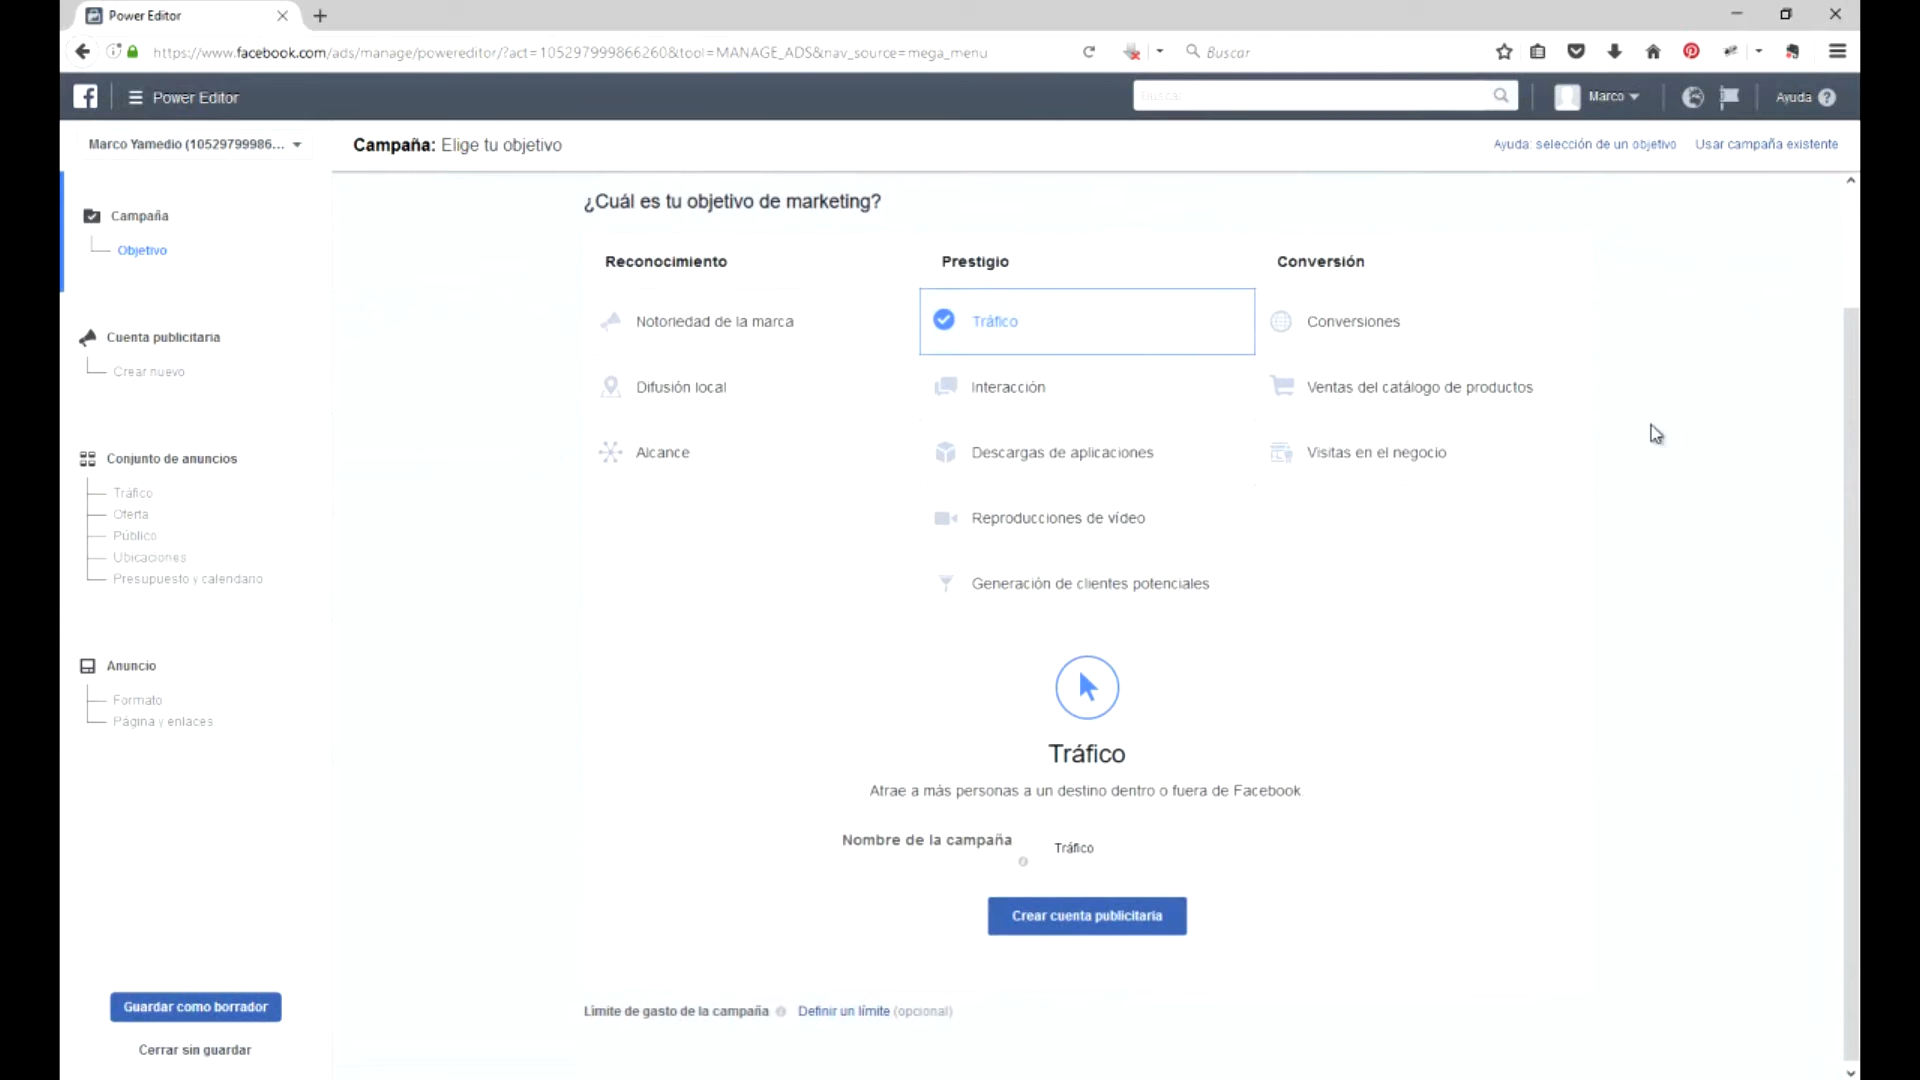 Power Editor
https://www.facebook.com/ads/manage/powereditor/?act=105297999866260&tool=MANAGE_ADS&nav_source=mega_menu
Buscar
Power Editor
Marco
Ayuda
Marco Yamedio (10529799986...
Campaña: Elige tu objetivo
Ayuda: selección de un objetivo
Usar campaña existente
Campaña
Objetivo
Cuenta publicitaria
Crear nuevo
Conjunto de anuncios
Tráfico
Oferta
Público
Ubicaciones
Presupuesto y calendario
Anuncio
Formato
Página y enlaces
Guardar como borrador
Cerrar sin guardar
¿Cuál es tu objetivo de marketing?
Reconocimiento
Notoriedad de la marca
Difusión local
Alcance
Prestigio
Tráfico
Interacción
Descargas de aplicaciones
Reproducciones de vídeo
Generación de clientes potenciales
Conversión
Conversiones
Ventas del catálogo de productos
Visitas en el negocio
Tráfico
Atrae a más personas a un destino dentro o fuera de Facebook
Nombre de la campaña
Tráfico
Crear cuenta publicitaria
Límite de gasto de la campaña
Definir un límite (opcional)